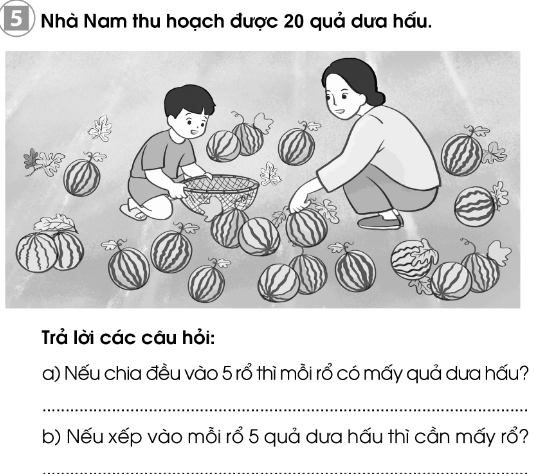 5 Nhà Nam thu hoạch được 20 quả dưa hấu.
Trả lời các câu hỏi:
a) Nếu chia đều vào 5 rổ thì mỗi rổ có mấy quả dưa hấu?
................................................................................
b) Nếu xếp vào mỗi rổ 5 quả dưa hấu thì cần mấy rổ?
................................................................................